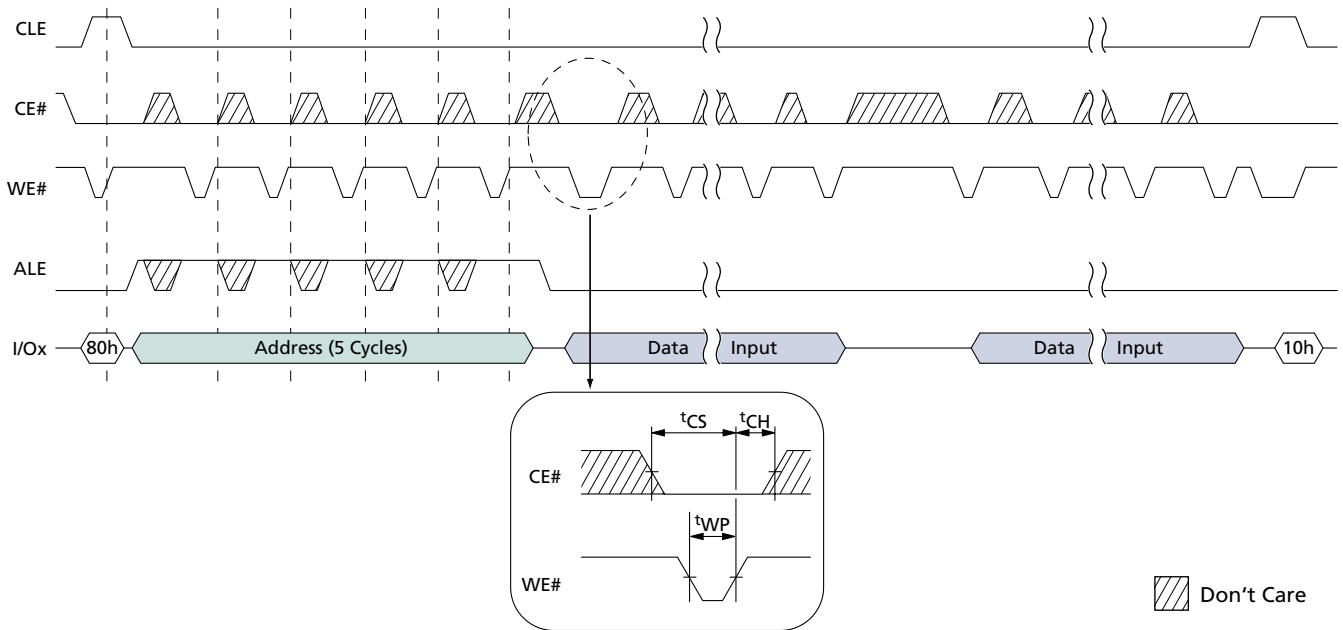 CLE
CE#
WE#
ALE
I/Ox
80h
Address (5 Cycles)
Data Input
Data Input
10h
tCS
tCH
CE#
tWP
WE#
Don't Care